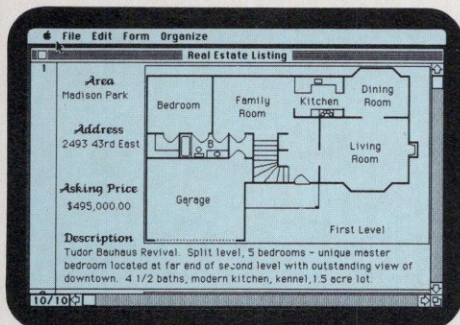 File Edit Form Organize
Real Estate Listing
1
Area
Madison Park
Address
2493 43rd East
Asking Price
$495,000.00
Bedroom
Family
Room
Kitchen
Dining
Room
B
Living
Room
Garage
First Level
Description
Tudor Bauhaus Revival. Split level, 5 bedrooms - unique master
bedroom located at far end of second level with outstanding view of
downtown. 4 1/2 baths, modern kitchen, kennel, 1.5 acre lot.
10/10